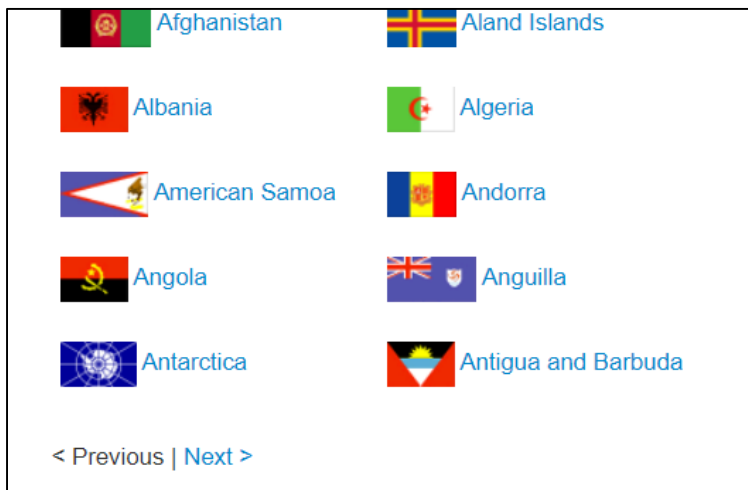 Afghanistan Aland Islands
Albania Algeria
American Samoa Andorra
Angola Anguilla
Antarctica Antigua and Barbuda
< Previous | Next >